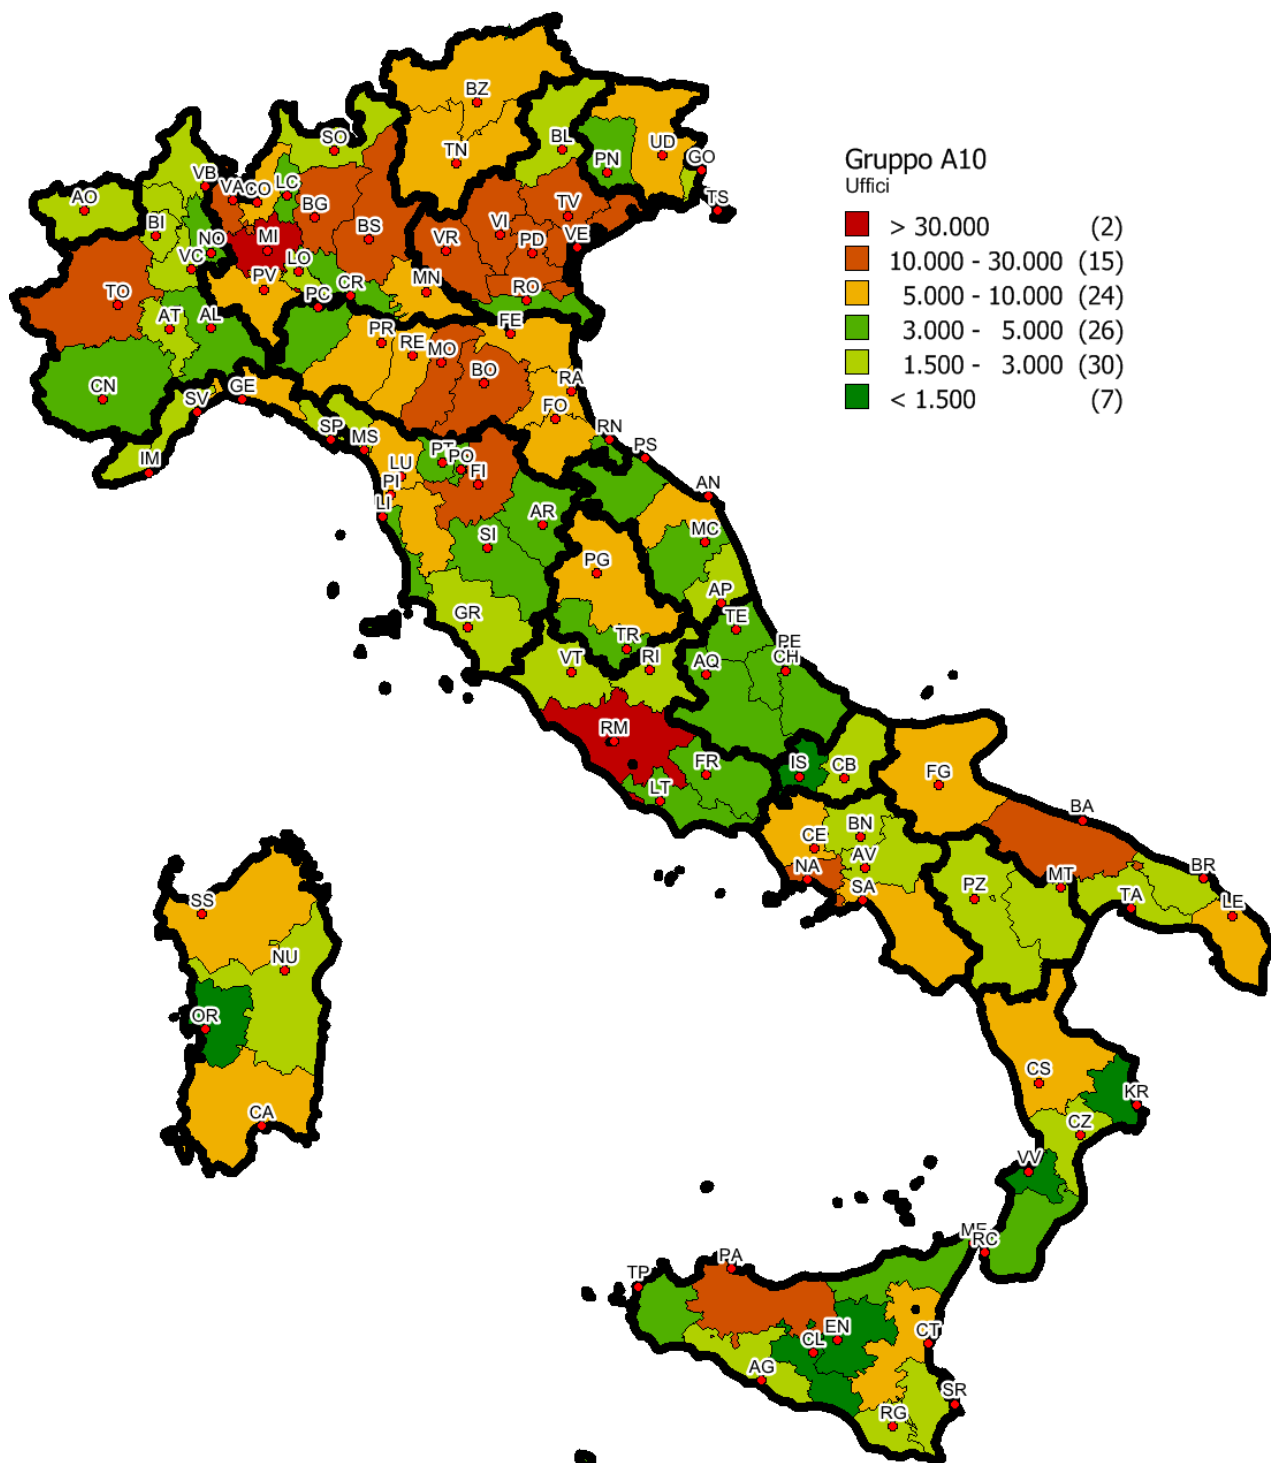 Gruppo A10
Uffici
> 30.000 (2)
10.000 - 30.000 (15)
5.000 - 10.000 (24)
3.000 - 5.000 (26)
1.500 - 3.000 (30)
< 1.500 (7)
BZ
TN
BL
UD
PN
GO
TS
SO
VB
VA
CO
LC
BG
AO
BI
NO
MI
BS
VR
VI
TV
PD
VE
VC
LO
TO
PV
CR
MN
RO
PC
AT
AL
PR
RE
MO
FE
BO
RA
CN
SV
GE
FO
SP
MS
RN
PS
IM
LU
PT
PO
FI
PI
LI
AR
AN
SI
MC
PG
AP
GR
TE
TR
PE
VT
RI
AQ
CH
RM
FR
IS
CB
FG
LT
BA
CE
BN
NA
AV
SA
PZ
MT
BR
TA
LE
SS
NU
OR
CA
CS
KR
CZ
VV
ME
RC
TP
PA
EN
CL
CT
AG
SR
RG